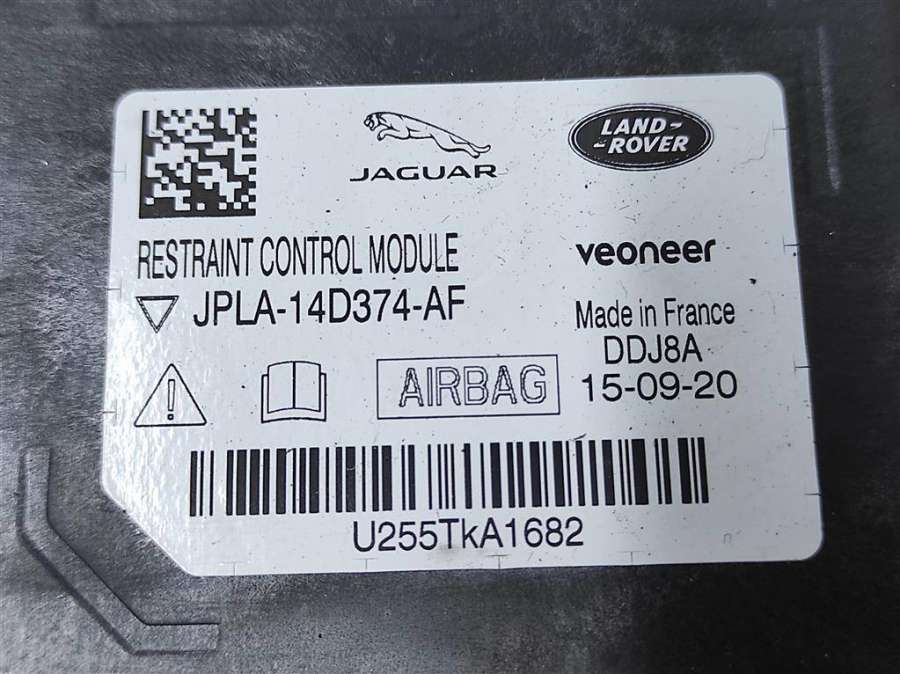 JAGUAR
LAND-
-ROVER
RESTRAINT CONTROL MODULE
veoneer
JPLA-14D374-AF
Made in France
DDJ8A
AIRBAG
15-09-20
U255TkA1682